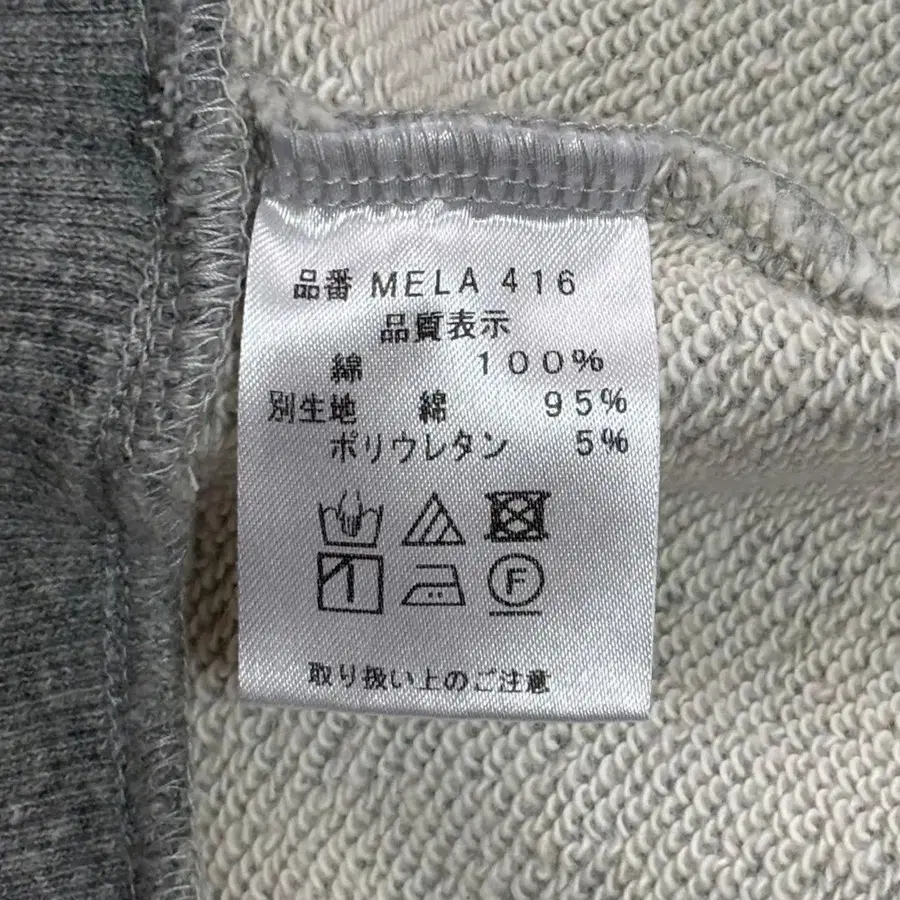 品番 MELA 416
品質表示
綿 100%
別生地 綿 95%
ポリウレタン 5%
F
取り扱い上のご注意